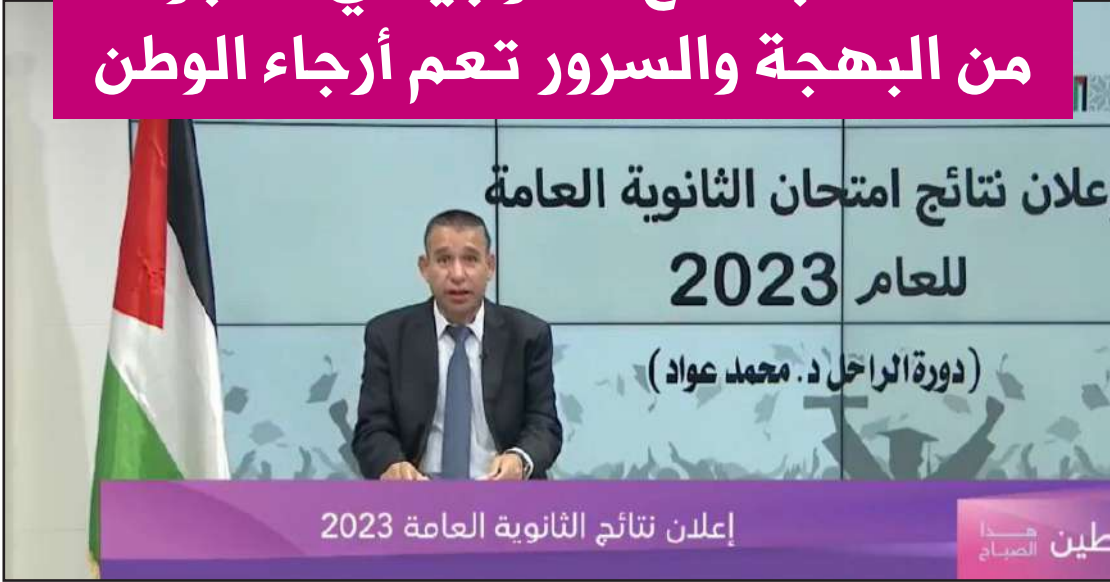 من البهجة والسرور تعم أرجاء الوطن
إعلان نتائج امتحان الثانوية العامة
للعام 2023
(دورة الراحل د. محمد عواد)
إعلان نتائج الثانوية العامة 2023
هذا
الصباح